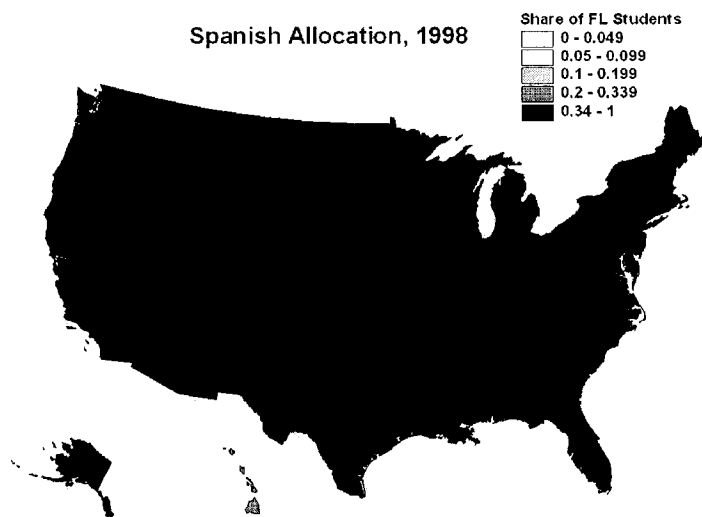 Spanish Allocation, 1998
Share of FL Students
0 - 0.049
0.05 - 0.099
0.1 - 0.199
0.2 - 0.339
0.34 - 1